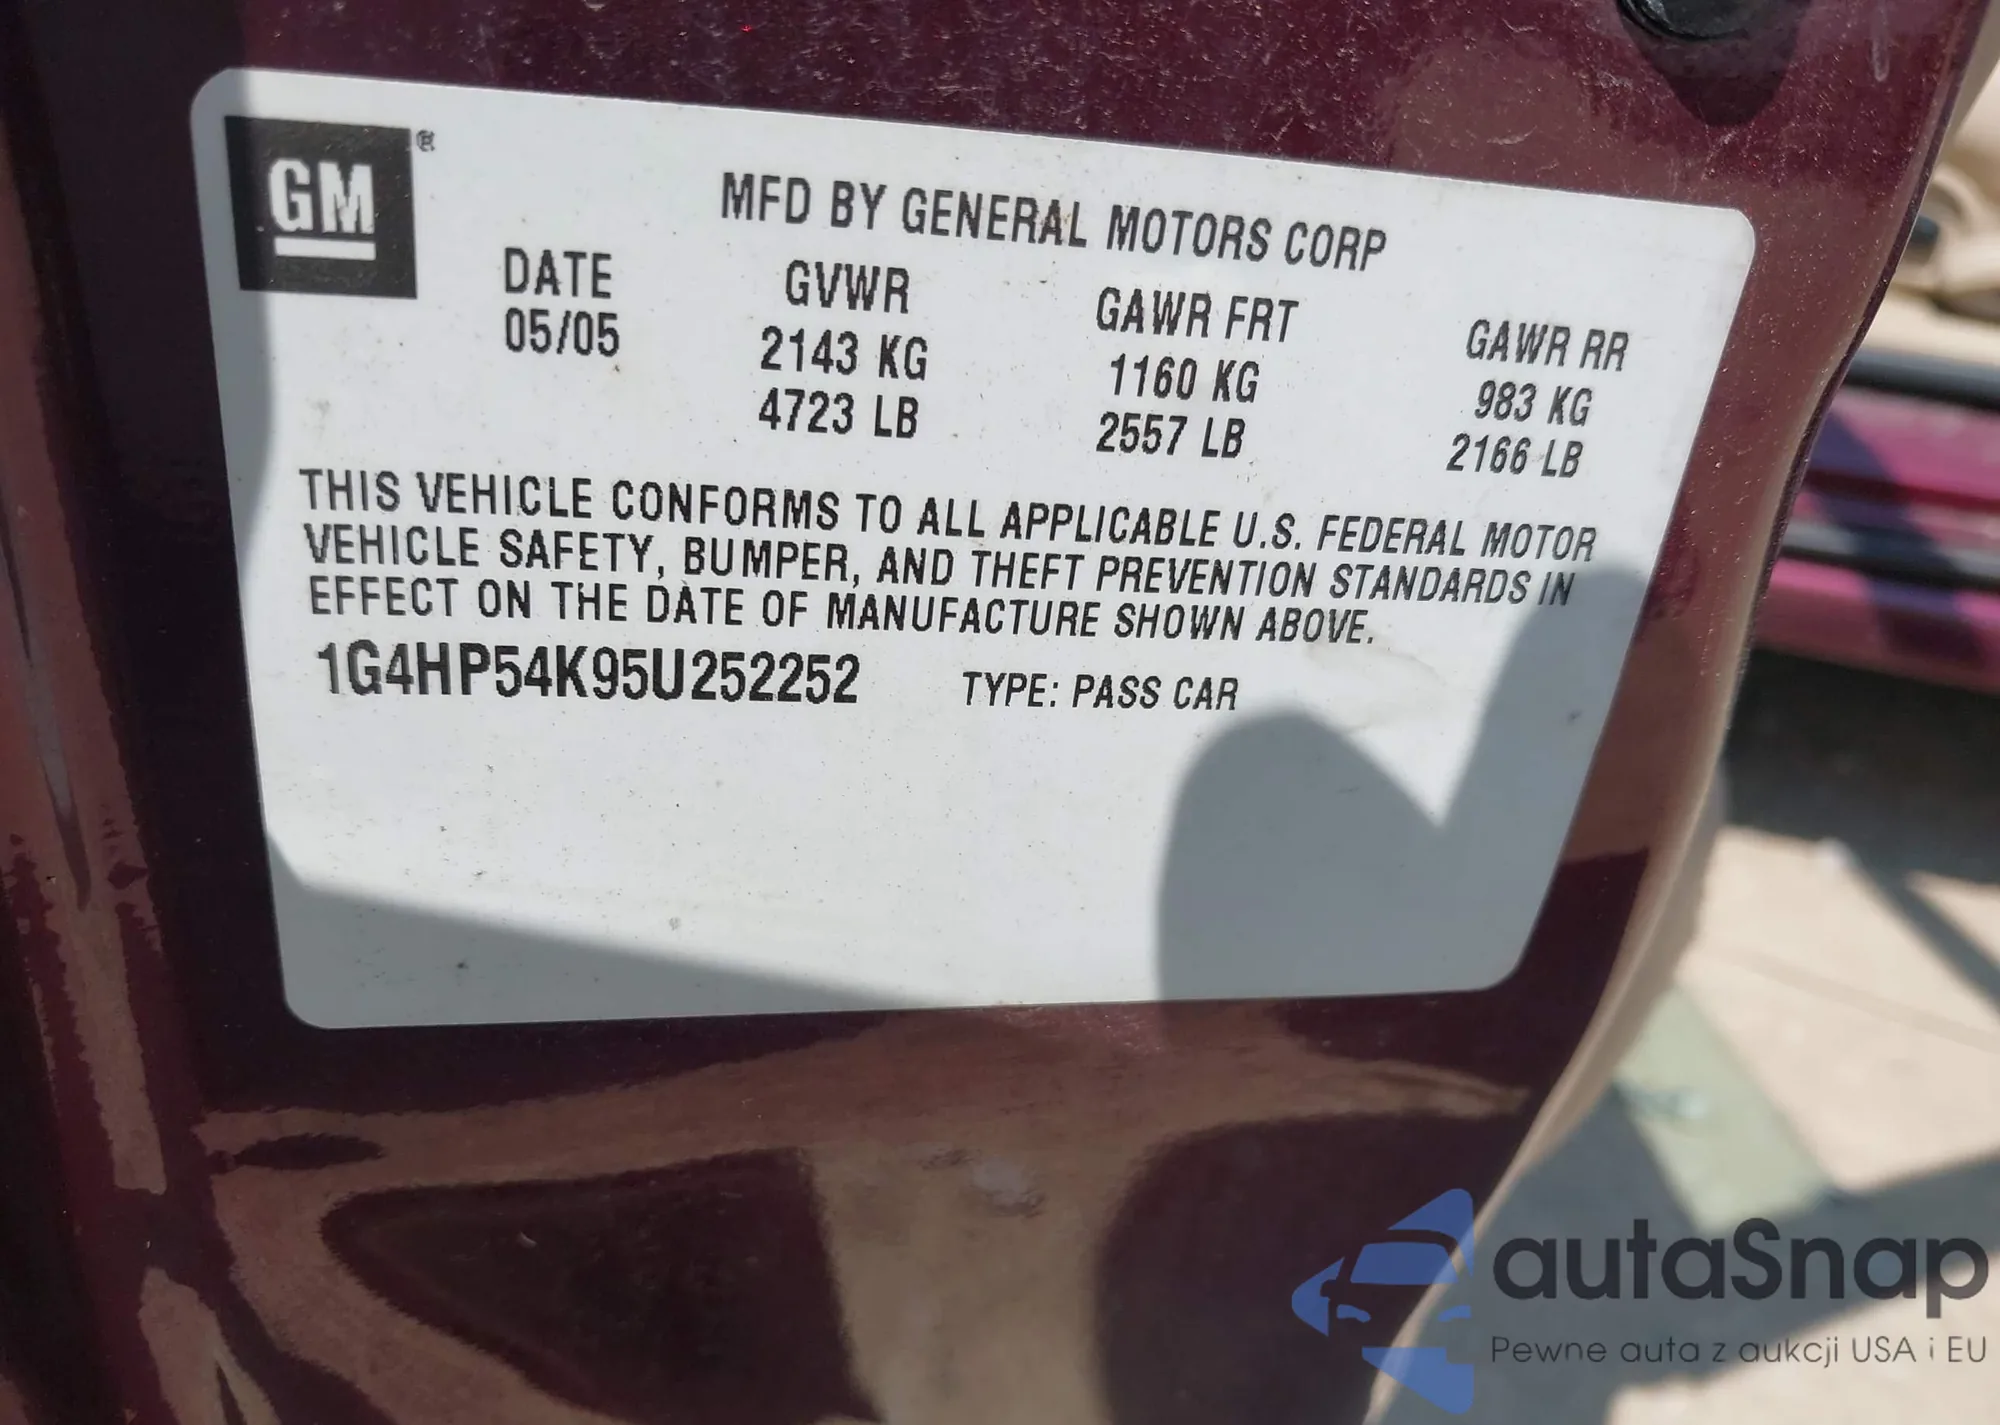 GM ®
MFD BY GENERAL MOTORS CORP
DATE GVWR GAWR FRT GAWR RR
05/05 2143 KG 1160 KG 983 KG
4723 LB 2557 LB 2166 LB
THIS VEHICLE CONFORMS TO ALL APPLICABLE U.S. FEDERAL MOTOR
VEHICLE SAFETY, BUMPER, AND THEFT PREVENTION STANDARDS IN
EFFECT ON THE DATE OF MANUFACTURE SHOWN ABOVE.
1G4HP54K95U252252 TYPE: PASS CAR
autaSnap
Pewne auta z aukcji USA i EU